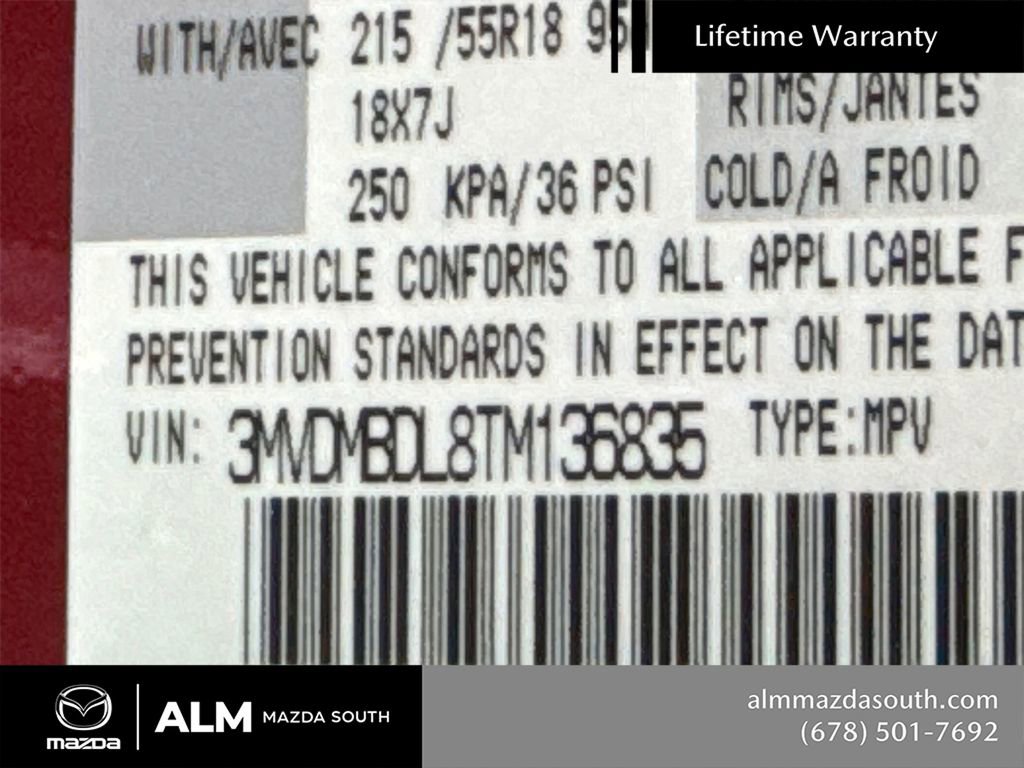 Lifetime Warranty
WITH/AVEC 215 /55R18 95
18X7J RIMS/JANTES
250 KPA/36 PSI COLD/A FROID
THIS VEHICLE CONFORMS TO ALL APPLICABLE F
PREVENTION STANDARDS IN EFFECT ON THE DAT
VIN: 3MVDMBDL8TM136835 TYPE:MPV
mazda
ALM MAZDA SOUTH
almmazdasouth.com
(678) 501-7692